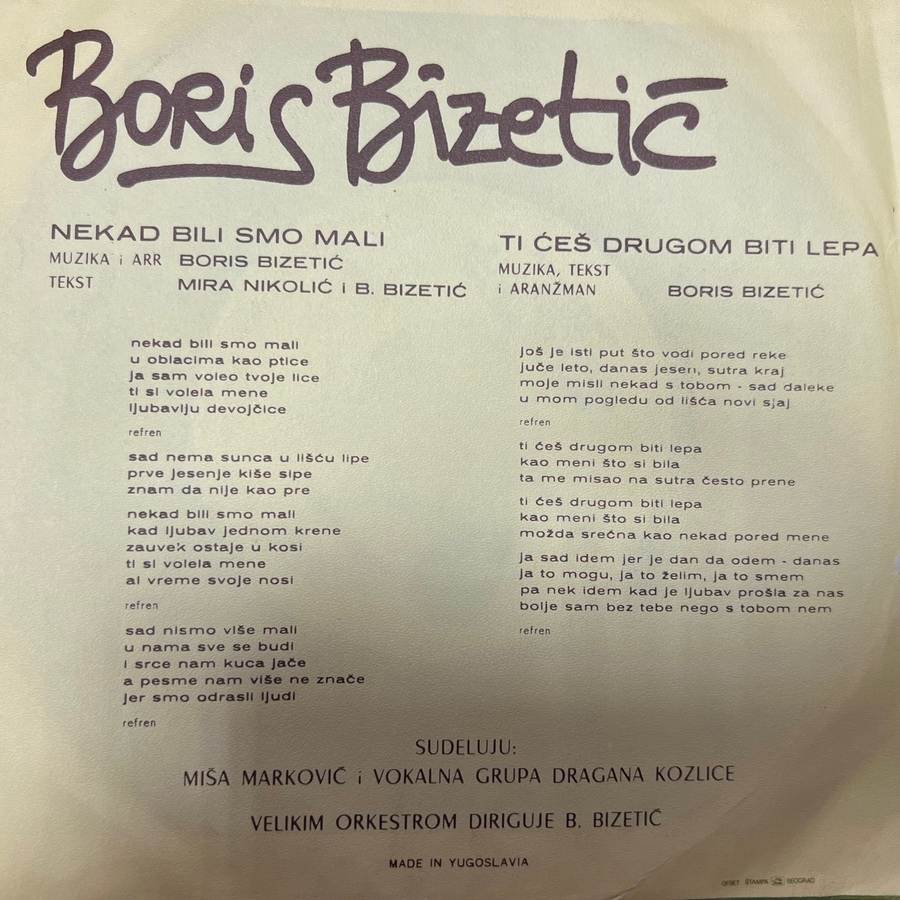 Boris Bizetić
NEKAD BILI SMO MALI
MUZIKA i ARR BORIS BIZETIĆ
TEKST MIRA NIKOLIĆ i B. BIZETIĆ
nekad bili smo mali
u oblacima kao ptice
ja sam voleo tvoje lice
ti si volela mene
ljubavlju devojčice
refren
sad nema sunca u lišću lipe
prve jesenje kiše sipe
znam da nije kao pre
nekad bili smo mali
kad ljubav jednom krene
zauvek ostaje u kosi
ti si volela mene
al vreme svoje nosi
refren
sad nismo više mali
u nama sve se budi
i srce nam kuca jače
a pesme nam više ne znače
jer smo odrasli ljudi
refren
TI ĆEŠ DRUGOM BITI LEPA
MUZIKA, TEKST
i ARANŽMAN BORIS BIZETIĆ
još je isti put što vodi pored reke
juče leto, danas jesen, sutra kraj
moje misli nekad s tobom - sad daleke
u mom pogledu od lišća novi sjaj
refren
ti ćeš drugom biti lepa
kao meni što si bila
ta me misao na sutra često prene
ti ćeš drugom biti lepa
kao meni što si bila
možda srećna kao nekad pored mene
ja sad idem jer je dan da odem - danas
ja to mogu, ja to želim, ja to smem
pa nek idem kad je ljubav prošla za nas
bolje sam bez tebe nego s tobom nem
refren
SUDELUJU:
MIŠA MARKOVIĆ i VOKALNA GRUPA DRAGANA KOZLICE
VELIKIM ORKESTROM DIRIGUJE B. BIZETIĆ
MADE IN YUGOSLAVIA
OFSET ŠTAMPA BEOGRAD